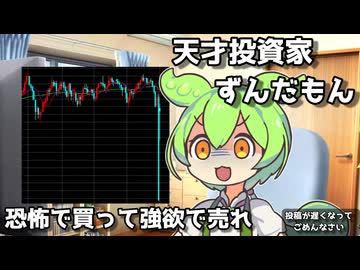 天才投資家
ずんだもん
恐怖で買って強欲で売れ
投稿が遅くなって
ごめんなさい